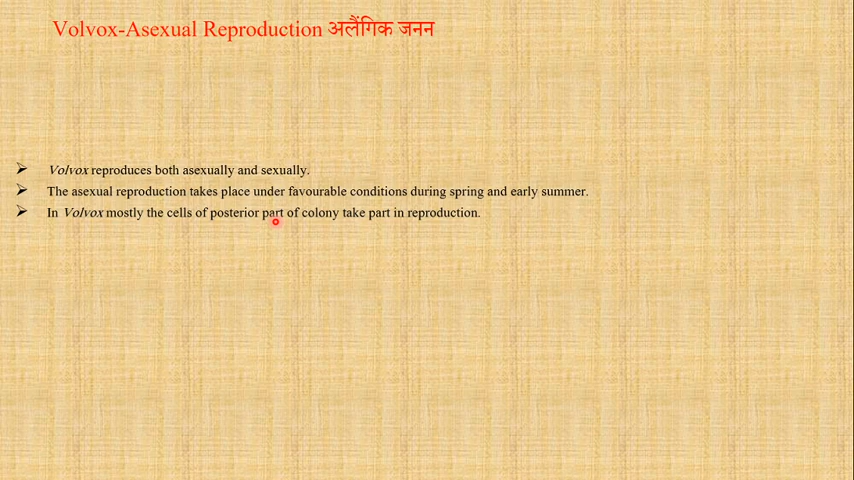 Volvox-Asexual Reproduction अलैंगिक जनन
➢ Volvox reproduces both asexually and sexually.
➢ The asexual reproduction takes place under favourable conditions during spring and early summer.
➢ In Volvox mostly the cells of posterior part of colony take part in reproduction.